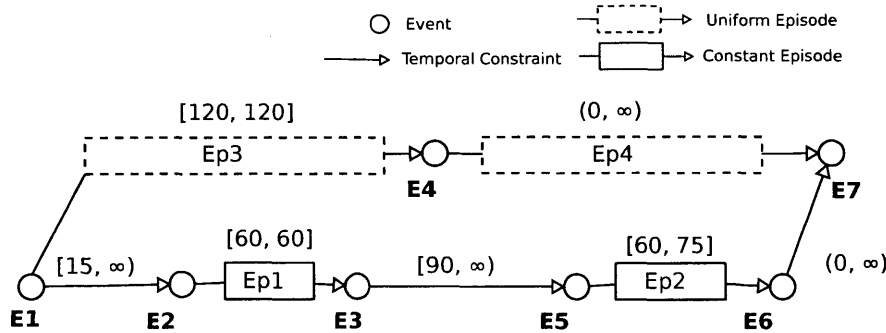 Event
Uniform Episode
Temporal Constraint
Constant Episode
[120, 120]
(0, ∞)
Ep3
Ep4
E4
E7
[15, ∞)
[60, 60]
[90, ∞)
[60, 75]
(0, ∞)
Ep1
Ep2
E1
E2
E3
E5
E6